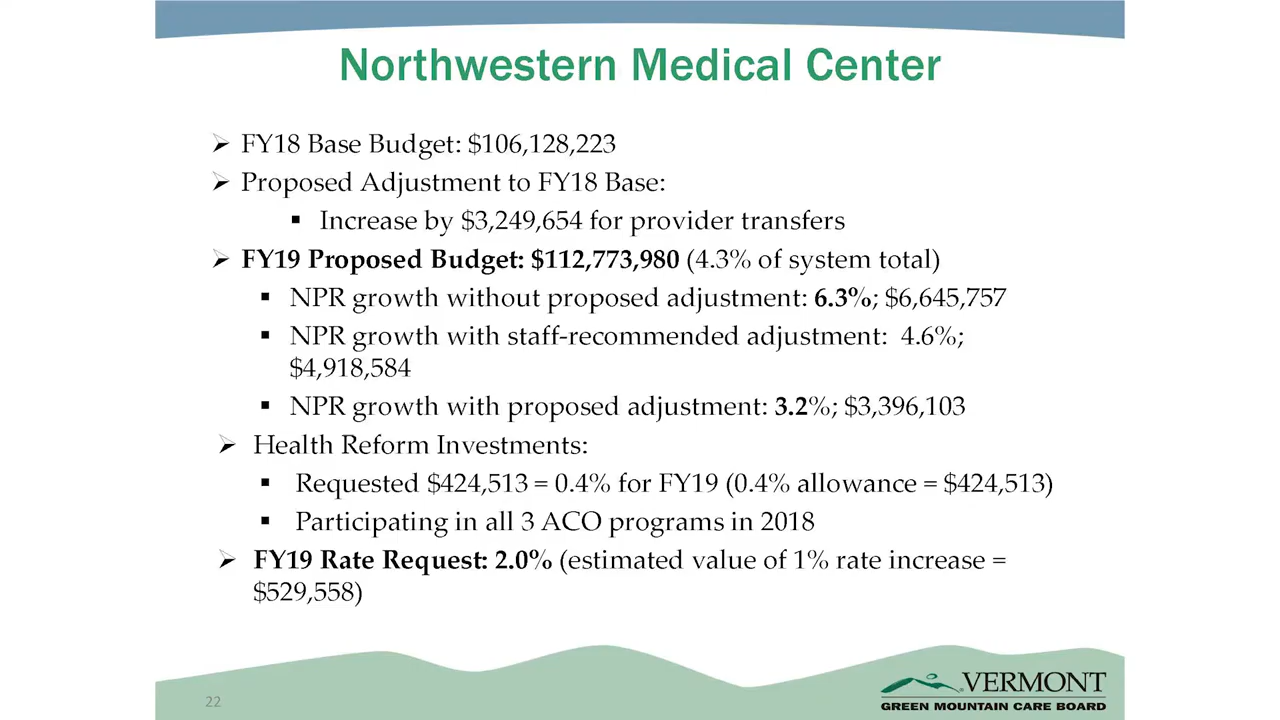 Northwestern Medical Center
➢ FY18 Base Budget: $106,128,223
➢ Proposed Adjustment to FY18 Base:
▪ Increase by $3,249,654 for provider transfers
➢ FY19 Proposed Budget: $112,773,980 (4.3% of system total)
▪ NPR growth without proposed adjustment: 6.3%; $6,645,757
▪ NPR growth with staff-recommended adjustment:  4.6%;
$4,918,584
▪ NPR growth with proposed adjustment: 3.2%; $3,396,103
➢ Health Reform Investments:
▪ Requested $424,513 = 0.4% for FY19 (0.4% allowance = $424,513)
▪ Participating in all 3 ACO programs in 2018
➢ FY19 Rate Request: 2.0% (estimated value of 1% rate increase =
$529,558)
22
VERMONT
GREEN MOUNTAIN CARE BOARD